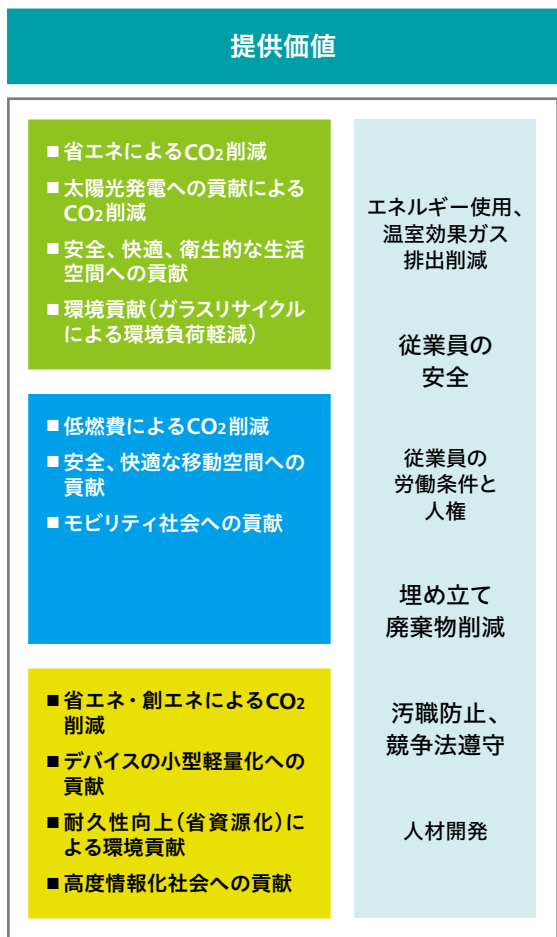 提供価値
■省エネによるCO2削減
■太陽光発電への貢献による
CO2削減
■安全、快適、衛生的な生活
空間への貢献
■環境貢献（ガラスリサイクル
による環境負荷軽減）
■低燃費によるCO2削減
■安全、快適な移動空間への
貢献
■モビリティ社会への貢献
■省エネ・創エネによるCO2
削減
■デバイスの小型軽量化への
貢献
■耐久性向上（省資源化）に
よる環境貢献
■高度情報化社会への貢献
エネルギー使用、
温室効果ガス
排出削減
従業員の
安全
従業員の
労働条件と
人権
埋め立て
廃棄物削減
汚職防止、
競争法遵守
人材開発